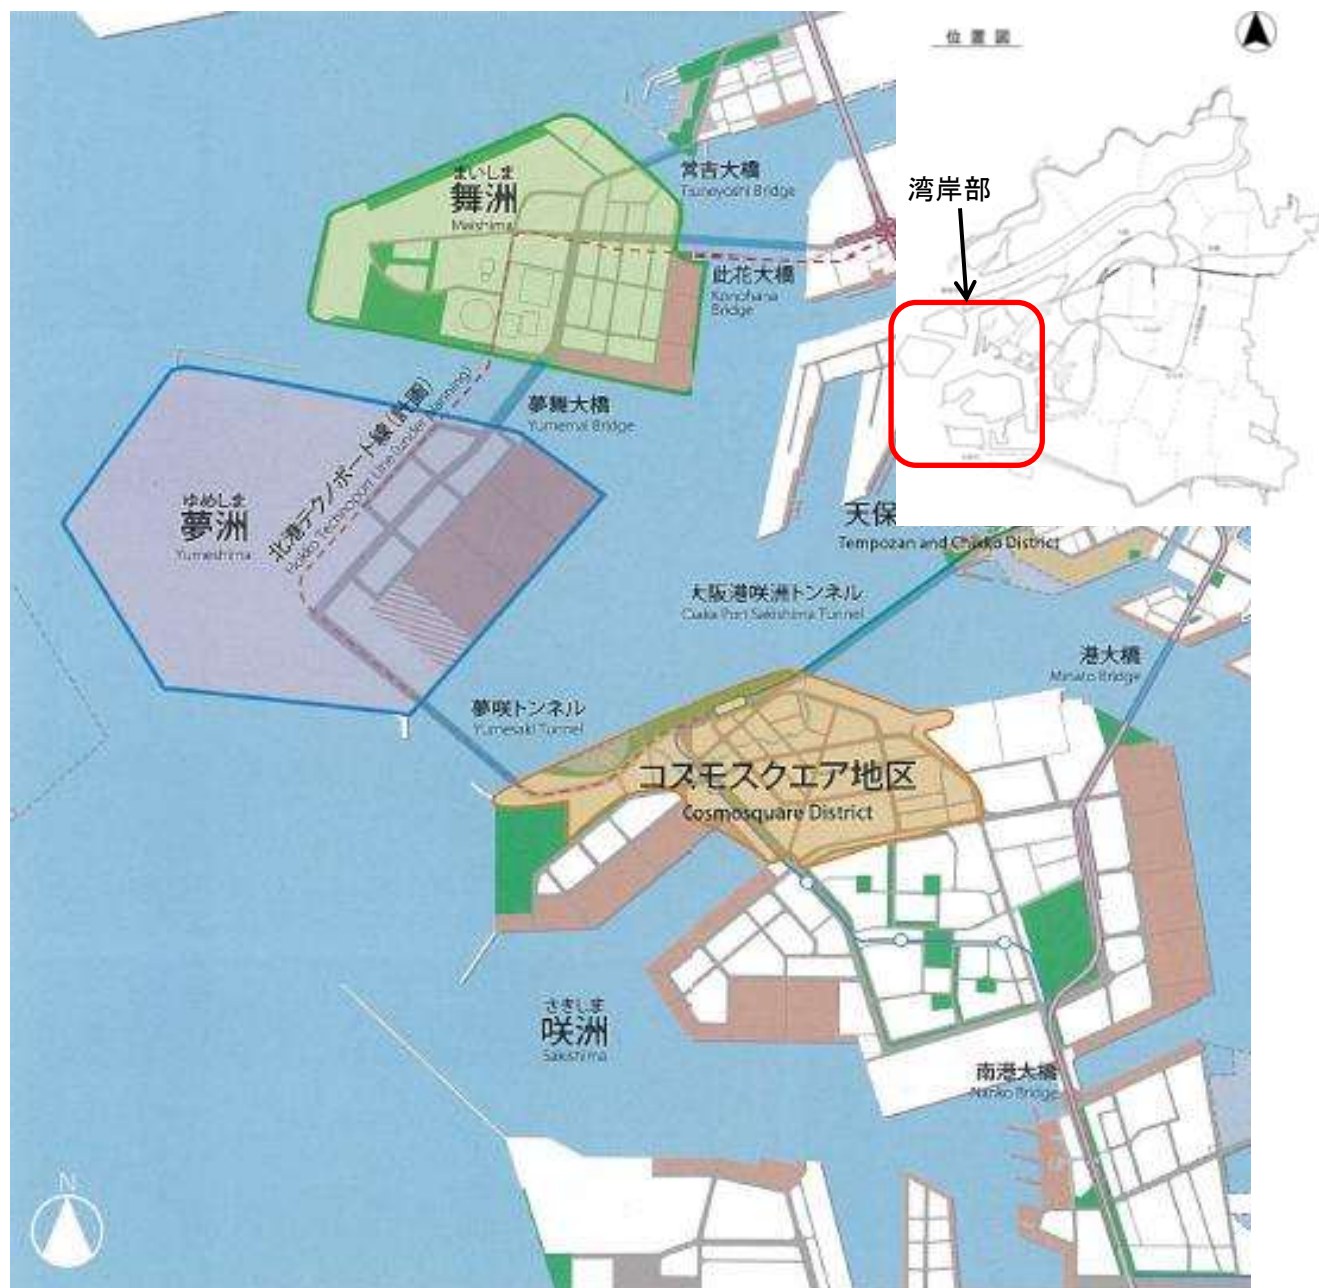 位置図
湾岸部
まいしま
舞洲
Maishima
常吉大橋
Tsuneyoshi Bridge
此花大橋
Konohana
Bridge
夢舞大橋
Yumemai Bridge
北港テクノポート線(計画)
Hokko Technoport Line (under planning)
ゆめしま
夢洲
Yumeshima
天保
Tempozan and Chikko District
大阪港咲洲トンネル
Osaka Port Sakishima Tunnel
港大橋
Minato Bridge
夢咲トンネル
Yumesaki Tunnel
コスモスクエア地区
Cosmosquare District
さきしま
咲洲
Sakishima
南港大橋
Nanko Bridge
N